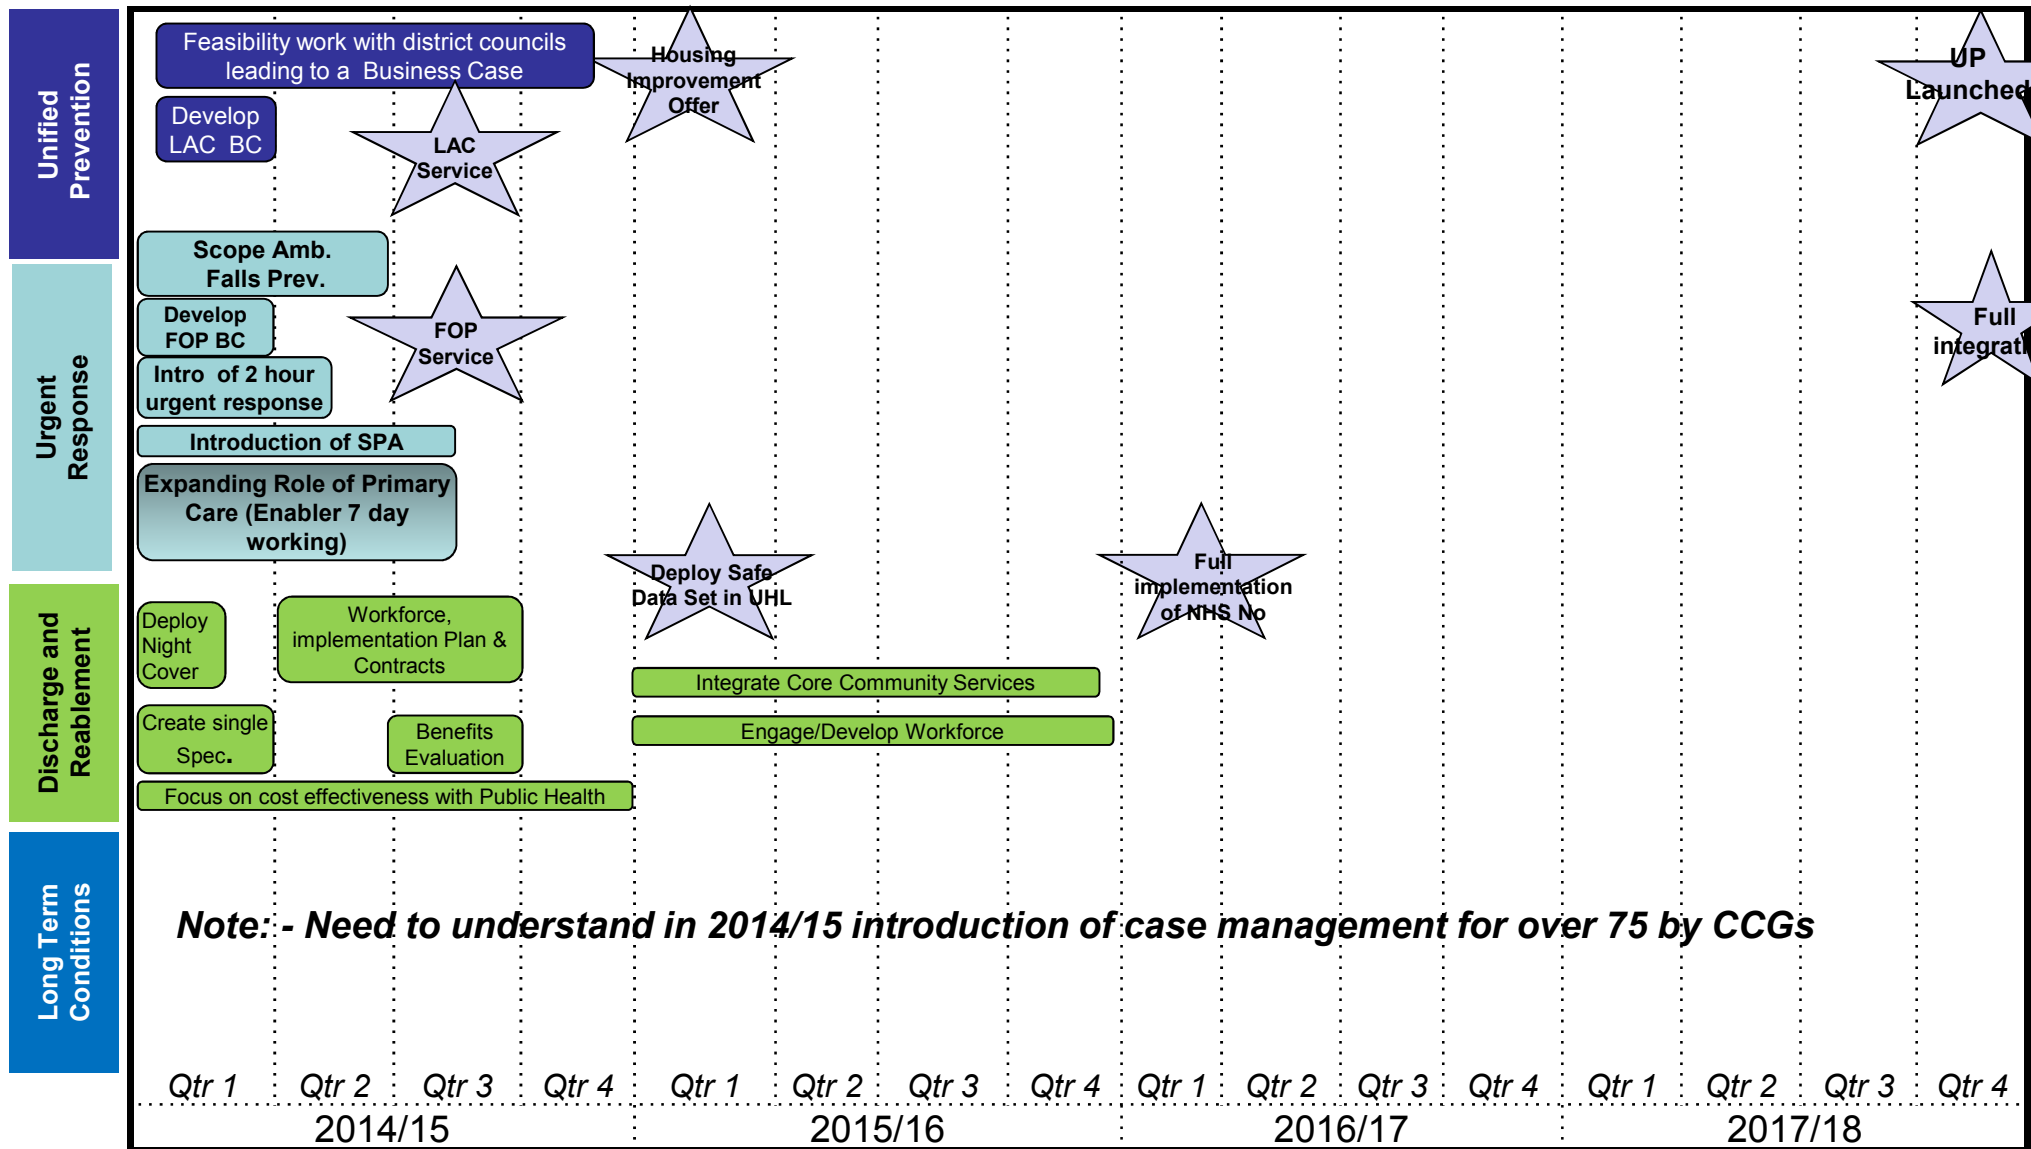 Unified
Prevention
Feasibility work with district councils
leading to a Business Case
Develop
LAC BC
LAC
Service
Housing
Improvement
Offer
UP
Launched
Urgent
Response
Scope Amb.
Falls Prev.
Develop
FOP BC
Intro of 2 hour
urgent response
Introduction of SPA
Expanding Role of Primary
Care (Enabler 7 day
working)
FOP
Service
Full
integrati
Deploy Safe
Data Set in UHL
Full
implementation
of NHS No
Discharge and
Reablement
Deploy
Night
Cover
Workforce,
implementation Plan &
Contracts
Integrate Core Community Services
Create single
Spec.
Benefits
Evaluation
Engage/Develop Workforce
Focus on cost effectiveness with Public Health
Long Term
Conditions
Note: - Need to understand in 2014/15 introduction of case management for over 75 by CCGs
Qtr 1 Qtr 2 Qtr 3 Qtr 4 Qtr 1 Qtr 2 Qtr 3 Qtr 4 Qtr 1 Qtr 2 Qtr 3 Qtr 4 Qtr 1 Qtr 2 Qtr 3 Qtr 4
2014/15 2015/16 2016/17 2017/18